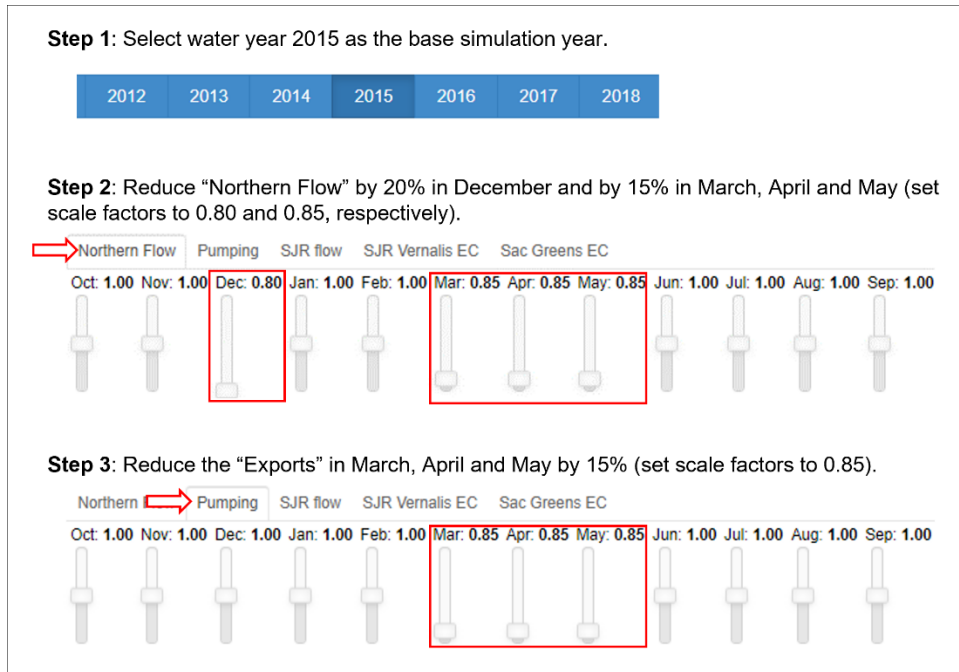 Step 1: Select water year 2015 as the base simulation year.
2012 2013 2014 2015 2016 2017 2018
Step 2: Reduce “Northern Flow” by 20% in December and by 15% in March, April and May (set
scale factors to 0.80 and 0.85, respectively).
Northern Flow Pumping SJR flow SJR Vernalis EC Sac Greens EC
Oct: 1.00 Nov: 1.00 Dec: 0.80 Jan: 1.00 Feb: 1.00 Mar: 0.85 Apr: 0.85 May: 0.85 Jun: 1.00 Jul: 1.00 Aug: 1.00 Sep: 1.00
Step 3: Reduce the “Exports” in March, April and May by 15% (set scale factors to 0.85).
Northern Pumping SJR flow SJR Vernalis EC Sac Greens EC
Oct: 1.00 Nov: 1.00 Dec: 1.00 Jan: 1.00 Feb: 1.00 Mar: 0.85 Apr: 0.85 May: 0.85 Jun: 1.00 Jul: 1.00 Aug: 1.00 Sep: 1.00